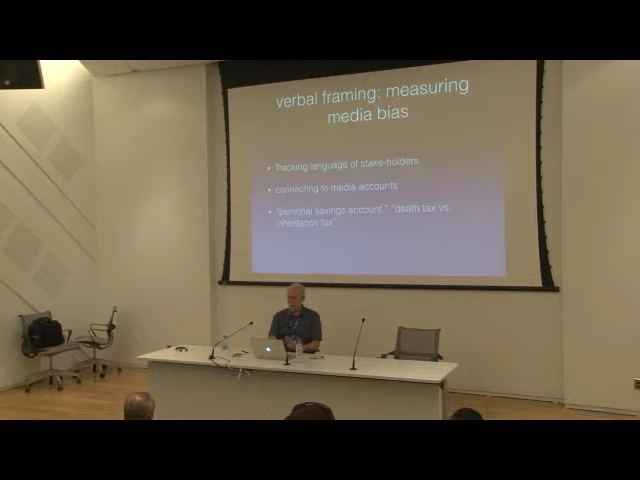 verbal framing: measuring
media bias
• Tracking language of stake-holders
• connecting to media accounts
• "personal savings account," "death tax vs.
inheritance tax"